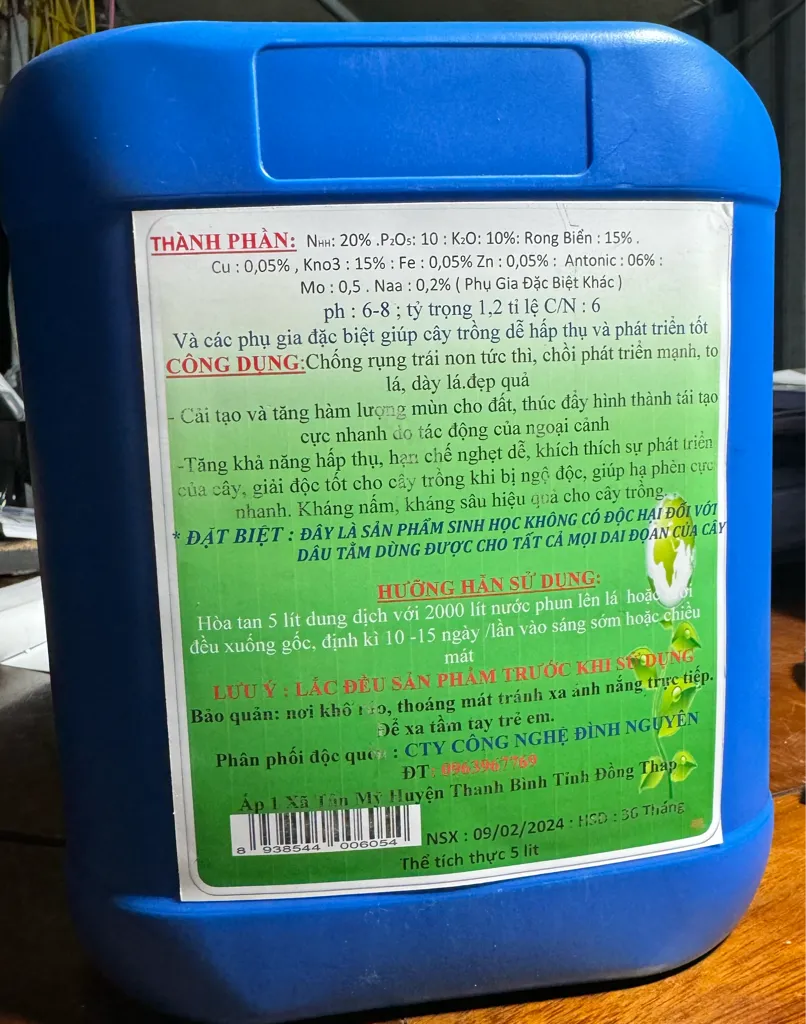 THÀNH PHẦN: NHH: 20% .P2O5: 10 : K2O: 10%: Rong Biển : 15% .
Cu : 0,05% , Kno3 : 15% : Fe : 0,05% Zn : 0,05% : Antonic : 06% :
Mo : 0,5 . Naa : 0,2% ( Phụ Gia Đặc Biệt Khác )
ph : 6-8 ; tỷ trọng 1,2 tỉ lệ C/N : 6
Và các phụ gia đặc biệt giúp cây trồng dễ hấp thụ và phát triển tốt
CÔNG DỤNG:Chống rụng trái non tức thì, chồi phát triển mạnh, to
lá, dày lá.đẹp quả
- Cải tạo và tăng hàm lượng mùn cho đất, thúc đẩy hình thành tái tạo
cực nhanh do tác động của ngoại cảnh
-Tăng khả năng hấp thụ, hạn chế nghẹt dễ, khích thích sự phát triển
của cây, giải độc tốt cho cây trồng khi bị ngộ độc, giúp hạ phèn cực
nhanh. Kháng nấm, kháng sâu hiệu quả cho cây trồng
* ĐẶT BIỆT : ĐÂY LÀ SẢN PHẨM SINH HỌC KHÔNG CÓ ĐỘC HẠI ĐỐI VỚI
DÂU TẰM DÙNG ĐƯỢC CHO TẤT CẢ MỌI DAI ĐOẠN CỦA CÂY
HƯỠNG HẪN SỬ DỤNG:
Hòa tan 5 lít dung dịch với 2000 lít nước phun lên lá hoặc
đều xuống gốc, định kì 10 -15 ngày /lần vào sáng sớm hoặc chiều
mát
LƯU Ý : LẮC ĐỀU SẢN PHẨM TRƯỚC KHI SỬ DỤNG
Bảo quản: nơi khô ráo, thoáng mát tránh xa ánh nắng trực tiếp.
Để xa tầm tay trẻ em.
Phân phối độc quền : CTY CÔNG NGHỆ ĐÌNH NGUYÊN
ĐT: 0963967769
Ấp 1 Xã Tân Mỹ Huyện Thanh Bình Tỉnh Đồng Tháp
8 938544 006054
NSX : 09/02/2024 : HSD : 36 Tháng
Thể tích thực 5 lit